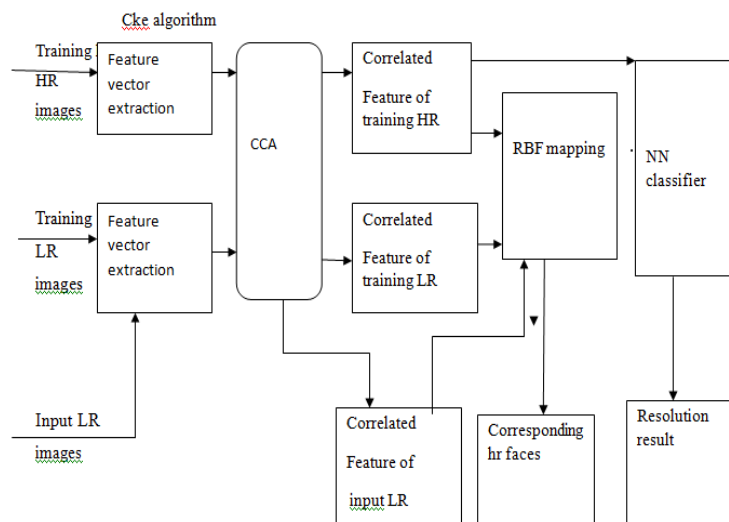 Cke algorithm
Training
HR
images
Feature
vector
extraction
CCA
Correlated
Feature of
training HR
RBF mapping
NN
classifier
Training
LR
images
Feature
vector
extraction
Correlated
Feature of
training LR
Input LR
images
Correlated
Feature of
input LR
Corresponding
hr faces
Resolution
result